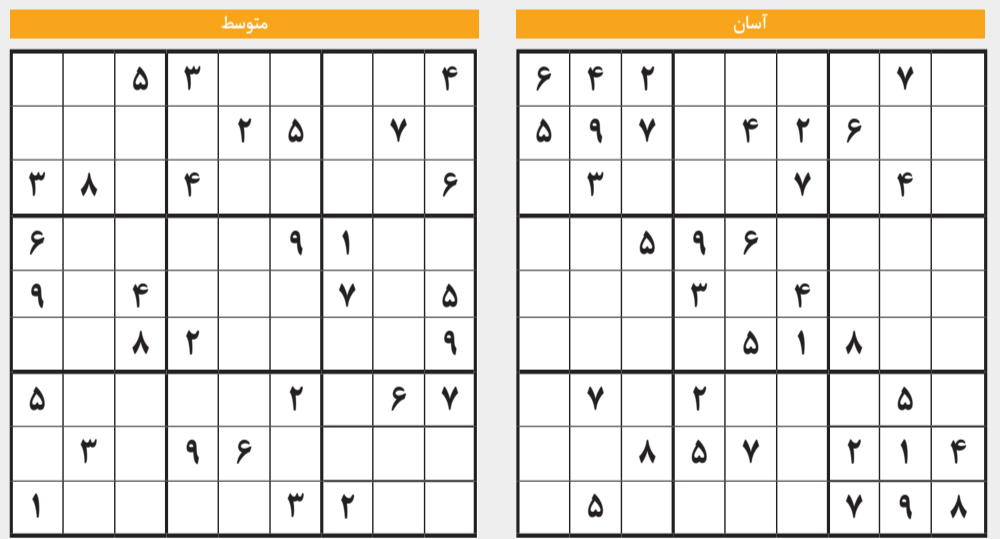 آسان
متوسط
۶ ۴ ۲ ۷
۵ ۹ ۷ ۴ ۲ ۶
۳ ۷ ۴
۵ ۹ ۶
۳ ۴
۵ ۱ ۸
۷ ۲ ۵
۸ ۵ ۷ ۲ ۱ ۴
۵ ۷ ۹ ۸
۵ ۳ ۴
۲ ۵ ۷
۳ ۸ ۴ ۶
۶ ۹ ۱
۹ ۴ ۷ ۵
۸ ۲ ۹
۵ ۲ ۶ ۷
۳ ۹ ۶
۱ ۳ ۲